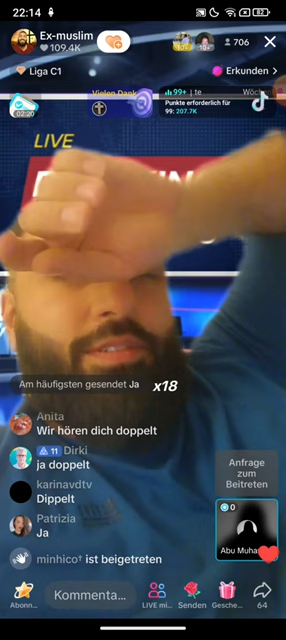 22:14
82
Ex-muslim
109.4K
706
Liga C1
Erkunden
02:20
Vielen Dank
99+ | te
Punkte erforderlich für
99: 207.7K
LIVE
Am häufigsten gesendet Ja x18
Anita
Wir hören dich doppelt
11 Dirki
ja doppelt
karinavdtv
Dippelt
Patrizia
Ja
minhico† ist beigetreten
Anfrage
zum
Beitreten
0
Abu Muha
Abonn...
Kommenta...
LIVE mi...
Senden
Gesche...
64